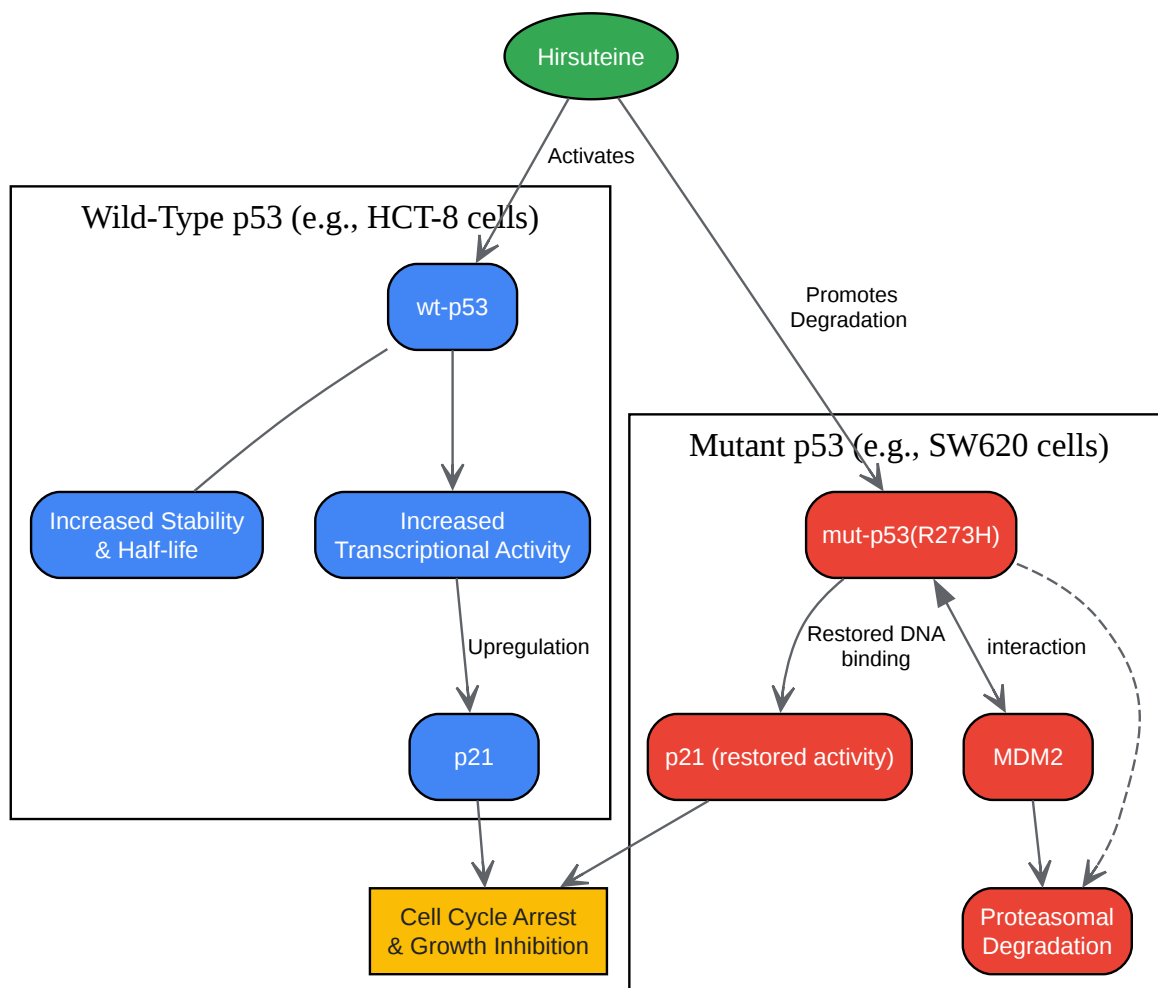 Hirsuteine
Activates
Wild-Type p53 (e.g., HCT-8 cells)
wt-p53
Promotes
Degradation
Mutant p53 (e.g., SW620 cells)
Increased Stability
& Half-life
Increased
Transcriptional Activity
mut-p53(R273H)
Upregulation
Restored DNA
binding
interaction
p21
p21 (restored activity)
MDM2
Cell Cycle Arrest
& Growth Inhibition
Proteasomal
Degradation